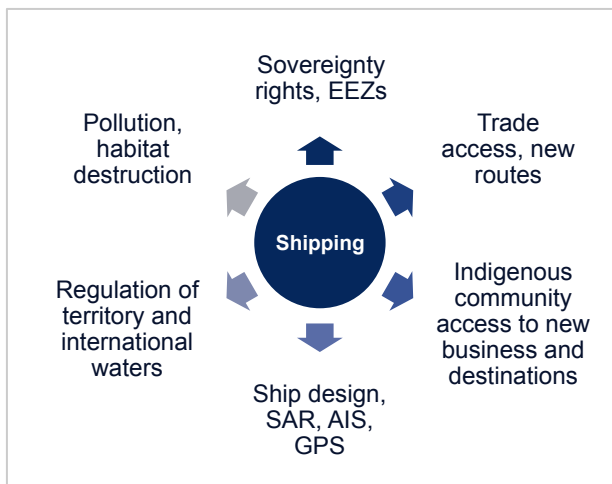 Sovereignty
rights, EEZs
Trade
access, new
routes
Indigenous
community
access to new
business and
destinations
Ship design,
SAR, AIS,
GPS
Regulation of
territory and
international
waters
Pollution,
habitat
destruction
Shipping